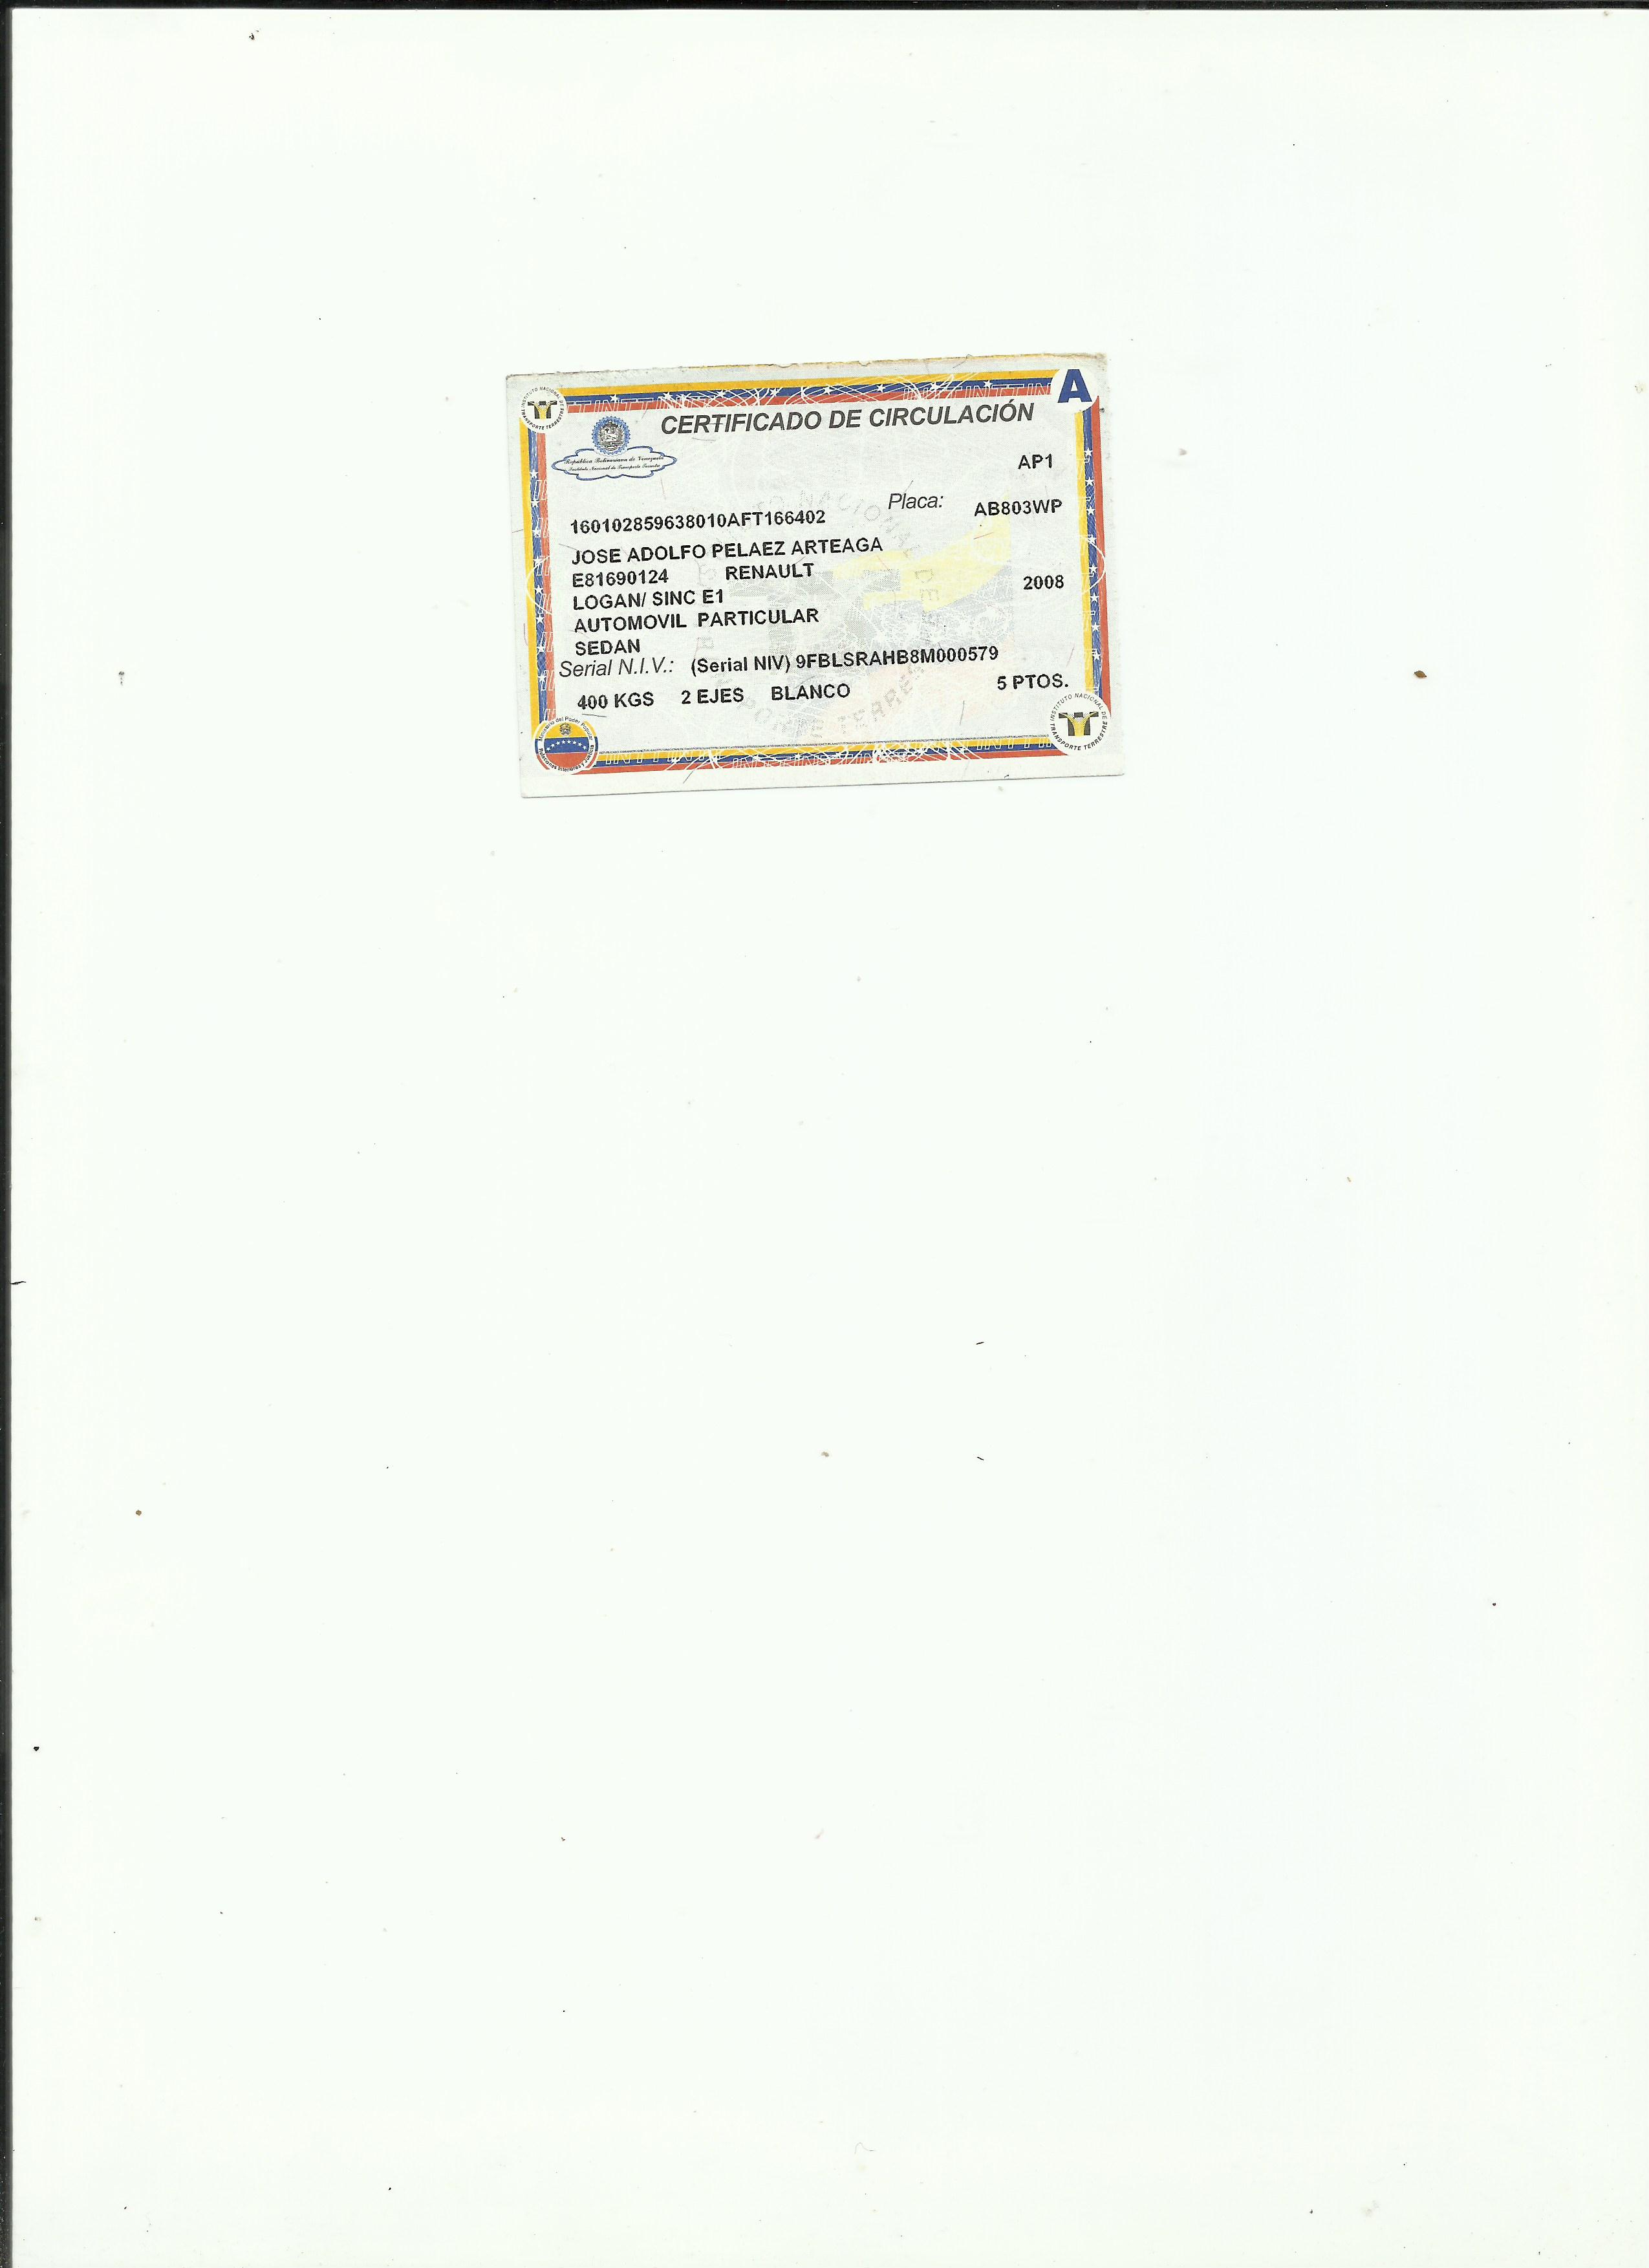 A
CERTIFICADO DE CIRCULACIÓN
INSTITUTO NACIONAL DE TRANSPORTE TERRESTRE
República Bolivariana de Venezuela
Instituto Nacional de Transporte Terrestre
AP1
Placa: AB803WP
160102859638010AFT166402
JOSE ADOLFO PELAEZ ARTEAGA
E81690124 RENAULT 2008
LOGAN/ SINC E1
AUTOMOVIL PARTICULAR
SEDAN
Serial N.I.V.: (Serial NIV) 9FBLSRAHB8M000579
400 KGS 2 EJES BLANCO 5 PTOS.
INSTITUTO NACIONAL DE TRANSPORTE TERRESTRE